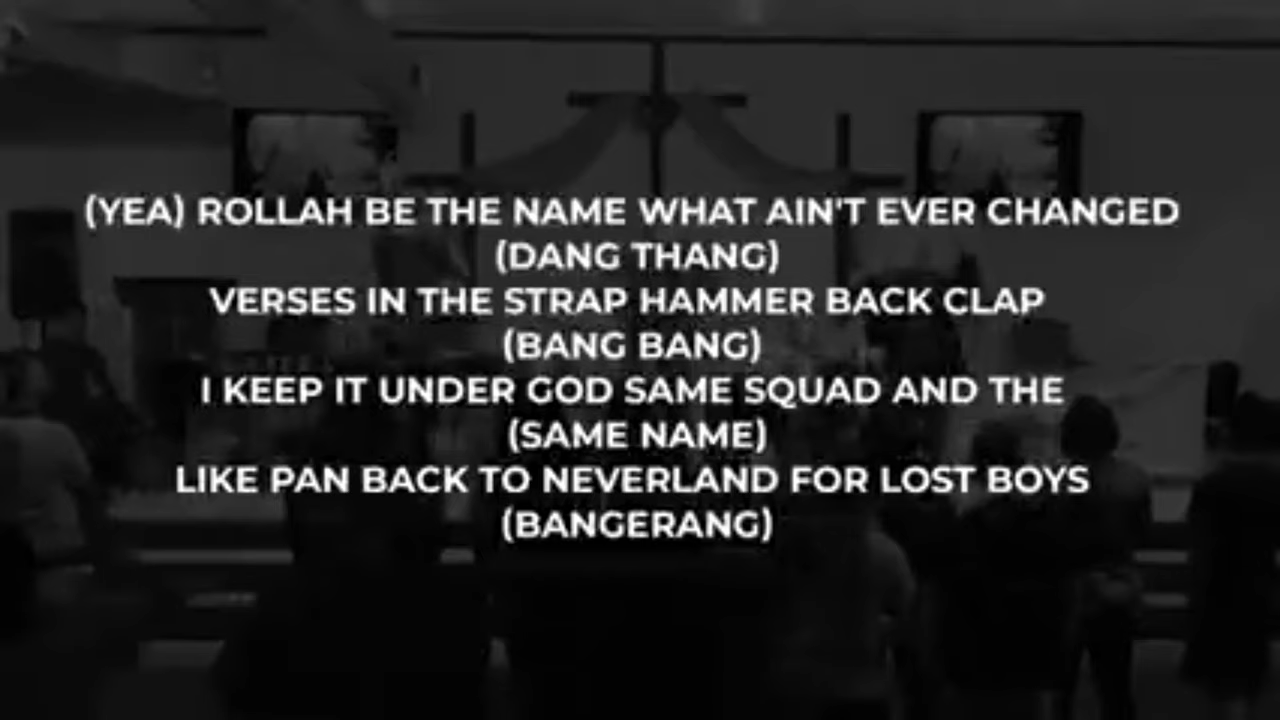 (YEA) ROLLAH BE THE NAME WHAT AIN'T EVER CHANGED
(DANG THANG)
VERSES IN THE STRAP HAMMER BACK CLAP
(BANG BANG)
I KEEP IT UNDER GOD SAME SQUAD AND THE
(SAME NAME)
LIKE PAN BACK TO NEVERLAND FOR LOST BOYS
(BANGERANG)